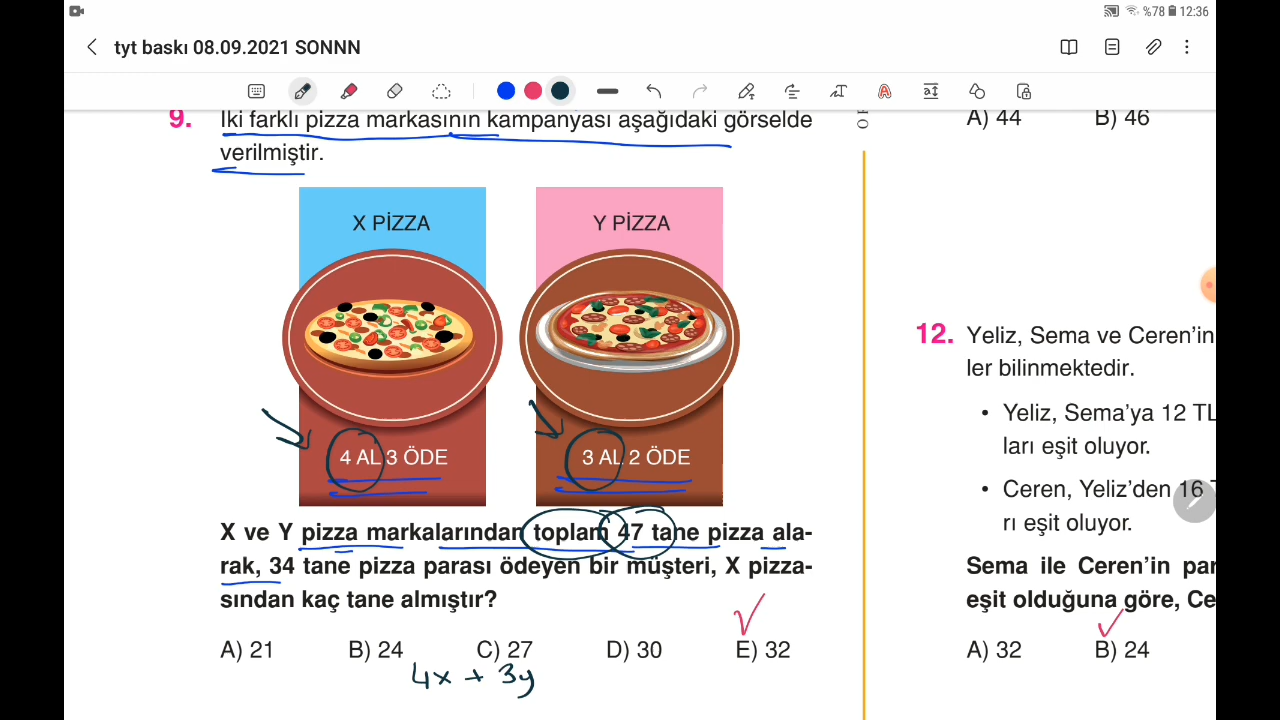 %78 12:36
tyt baskı 08.09.2021 SONNN
9. İki farklı pizza markasının kampanyası aşağıdaki görselde
verilmiştir.
X PİZZA
4 AL 3 ÖDE
Y PİZZA
3 AL 2 ÖDE
X ve Y pizza markalarından toplam 47 tane pizza ala-
rak, 34 tane pizza parası ödeyen bir müşteri, X pizza-
sından kaç tane almıştır?
A) 21 B) 24 C) 27 D) 30 E) 32
4x + 3y
A) 44 B) 46
12. Yeliz, Sema ve Ceren'in
ler bilinmektedir.
• Yeliz, Sema'ya 12 TL
ları eşit oluyor.
• Ceren, Yeliz'den 16 T
rı eşit oluyor.
Sema ile Ceren'in par
eşit olduğuna göre, Ce
A) 32 B) 24